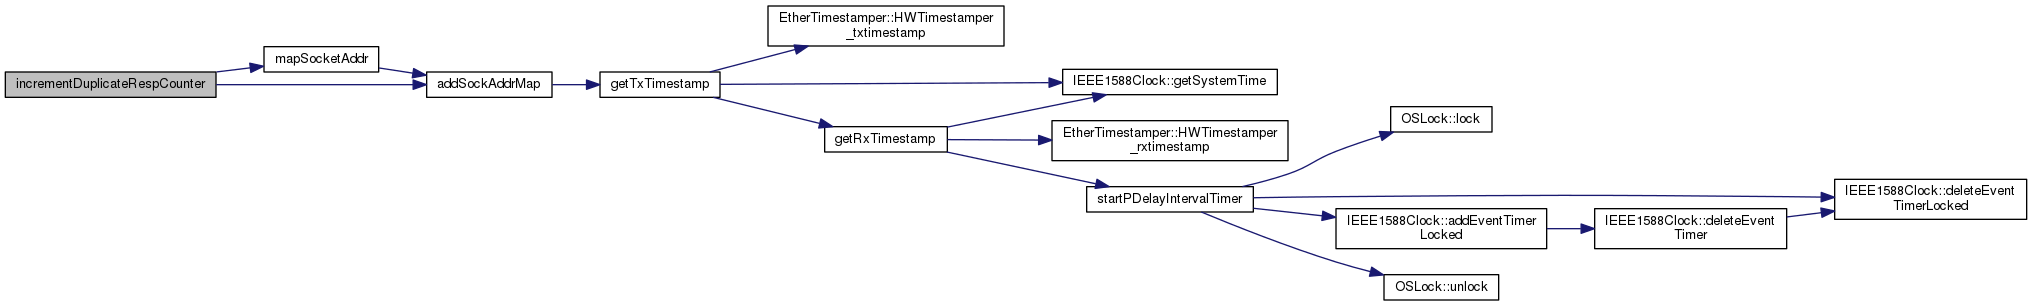 incrementDuplicateRespCounter
mapSocketAddr
addSockAddrMap
getTxTimestamp
EtherTimestamper::HWTimestamper
_txtimestamp
IEEE1588Clock::getSystemTime
getRxTimestamp
EtherTimestamper::HWTimestamper
_rxtimestamp
startPDelayIntervalTimer
OSLock::lock
IEEE1588Clock::deleteEvent
TimerLocked
IEEE1588Clock::addEventTimer
Locked
IEEE1588Clock::deleteEvent
Timer
OSLock::unlock